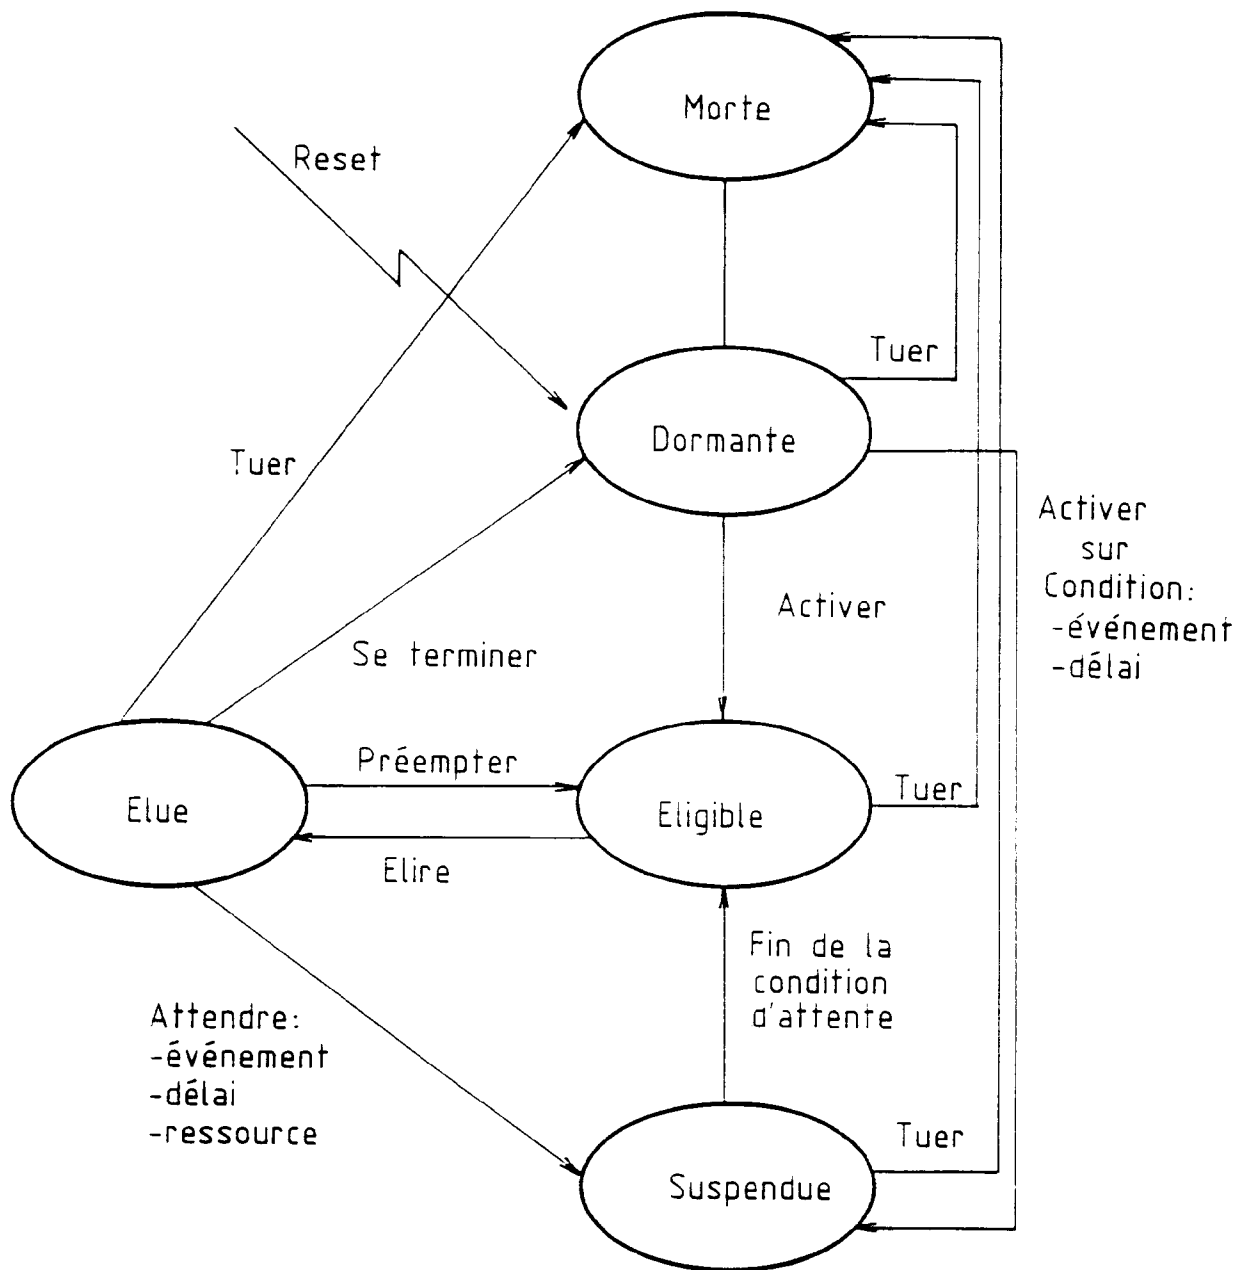 Morte
Reset
Tuer
Dormante
Tuer
Activer
sur
Condition:
-événement
-délai
Activer
Se terminer
Préempter
Elue
Eligible
Tuer
Elire
Fin de la
condition
d'attente
Attendre:
-événement
-délai
-ressource
Tuer
Suspendue